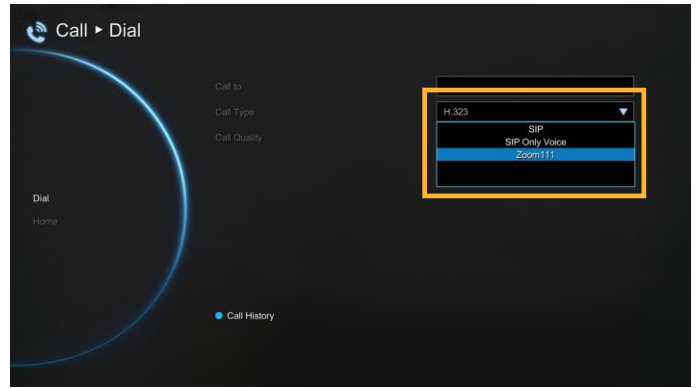 Call ▸ Dial
Call to
Call Type
H.323
Call Quality
SIP
SIP Only Voice
Zoom111
Dial
Home
Call History